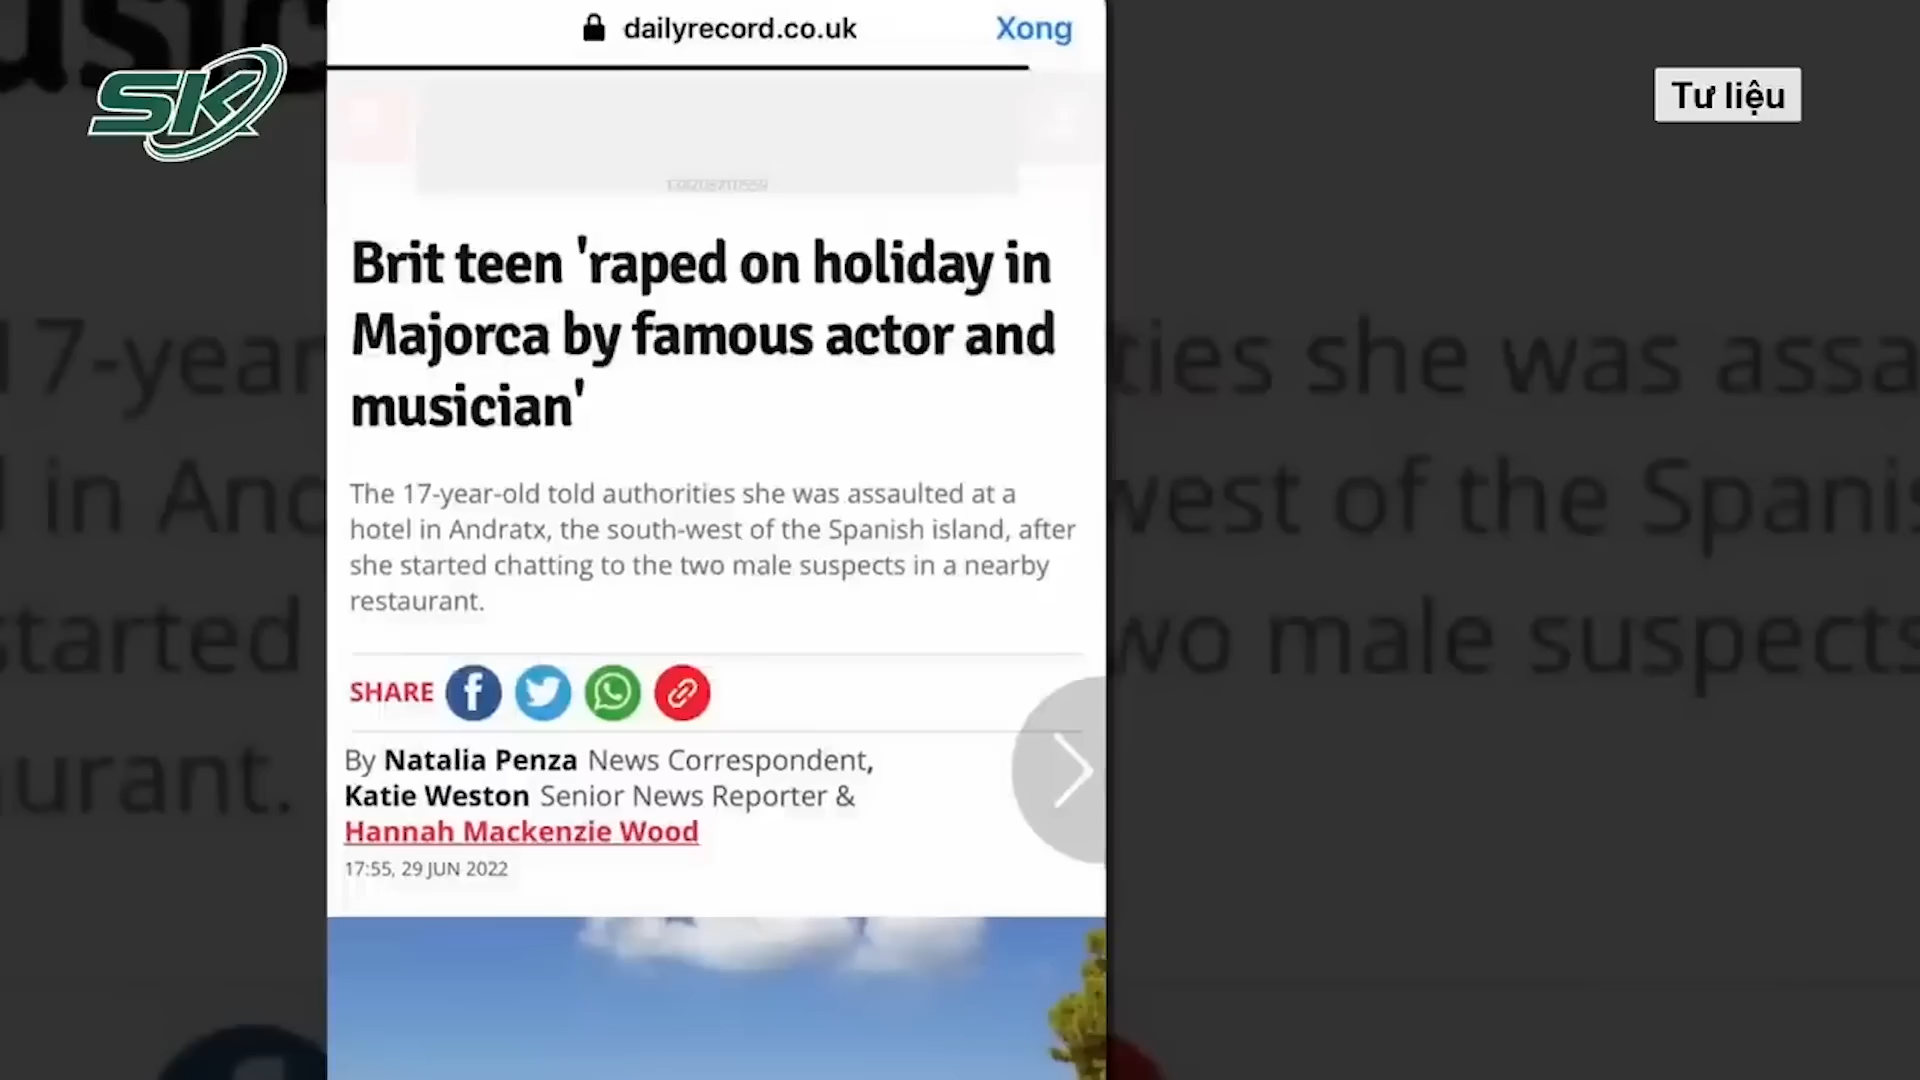 dailyrecord.co.uk
Xong
SK
Tư liệu
Brit teen 'raped on holiday in
Majorca by famous actor and
musician'
The 17-year-old told authorities she was assaulted at a
hotel in Andratx, the south-west of the Spanish island, after
she started chatting to the two male suspects in a nearby
restaurant.
SHARE
By Natalia Penza News Correspondent,
Katie Weston Senior News Reporter &
Hannah Mackenzie Wood
17:55, 29 JUN 2022